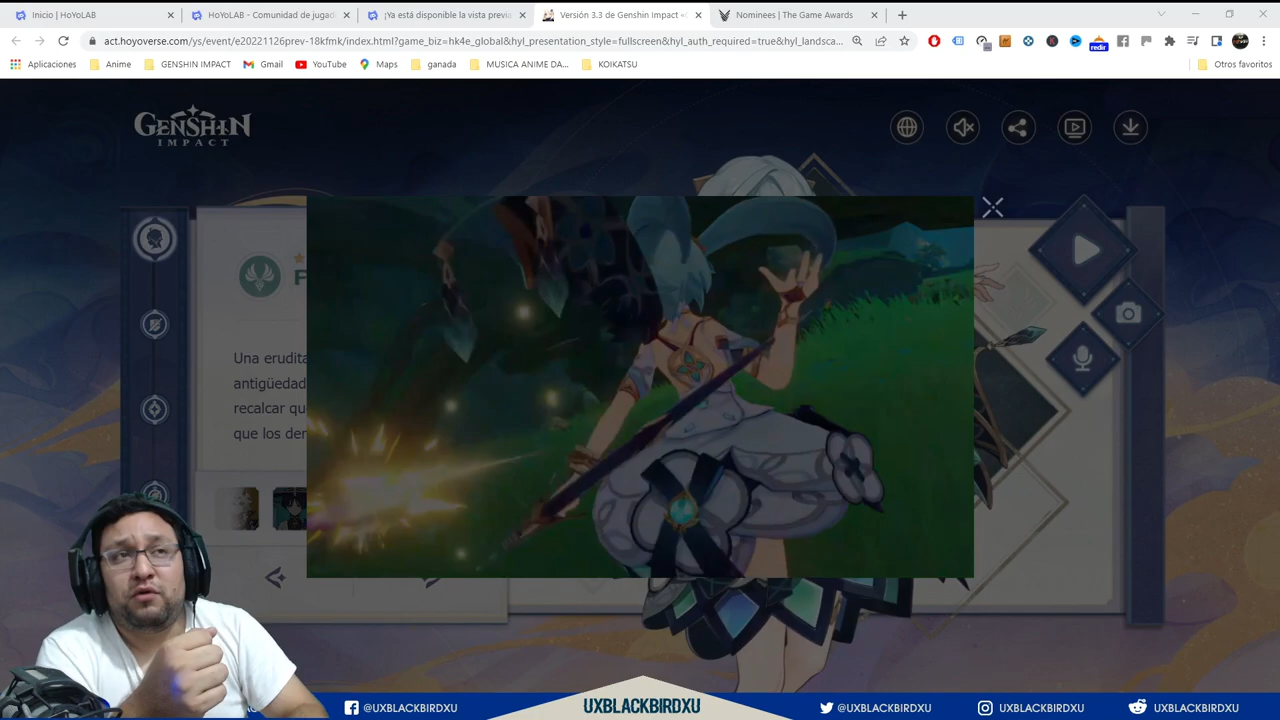 Inicio | HoYoLAB
HoYoLAB - Comunidad de jugad
¡Ya está disponible la vista previa
Versión 3.3 de Genshin Impact
Nominees | The Game Awards
act.hoyoverse.com/ys/event/e20221126prev-18kfmk/index.html?game_biz=hk4e_global&hyl_presentation_style=fullscreen&hyl_auth_required=true&hyl_landsca...
redir
Aplicaciones
Anime
GENSHIN IMPACT
Gmail
YouTube
Maps
ganada
MUSICA ANIME DA...
KOIKATSU
Otros favoritos
GENSHIN
IMPACT
F
Una erudita
antigüedad
recalcar qu
que los der
@UXBLACKBIRDXU
UXBLACKBIRDXU
@UXBLACKBIRDXU
UXBLACKBIRDXU
UXBLACKBIRDXU